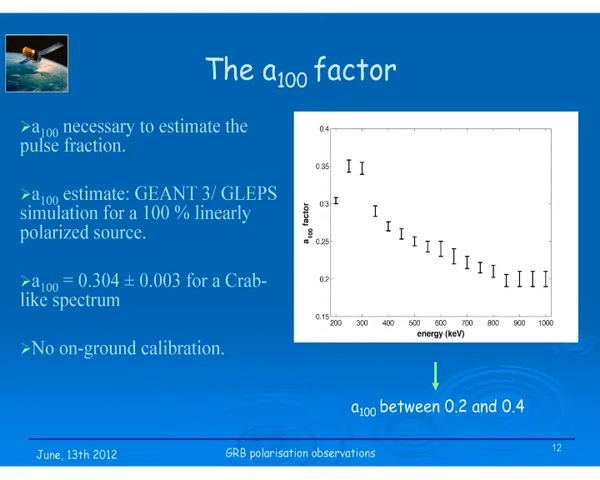 The a100 factor
➢a100 necessary to estimate the
pulse fraction.
➢a100 estimate: GEANT 3/ GLEPS
simulation for a 100 % linearly
polarized source.
➢a100 = 0.304 ± 0.003 for a Crab-
like spectrum
➢No on-ground calibration.
0.4
0.35
0.3
0.25
0.2
0.15
a100 factor
200 300 400 500 600 700 800 900 1000
energy (keV)
a100 between 0.2 and 0.4
June, 13th 2012
GRB polarisation observations
12